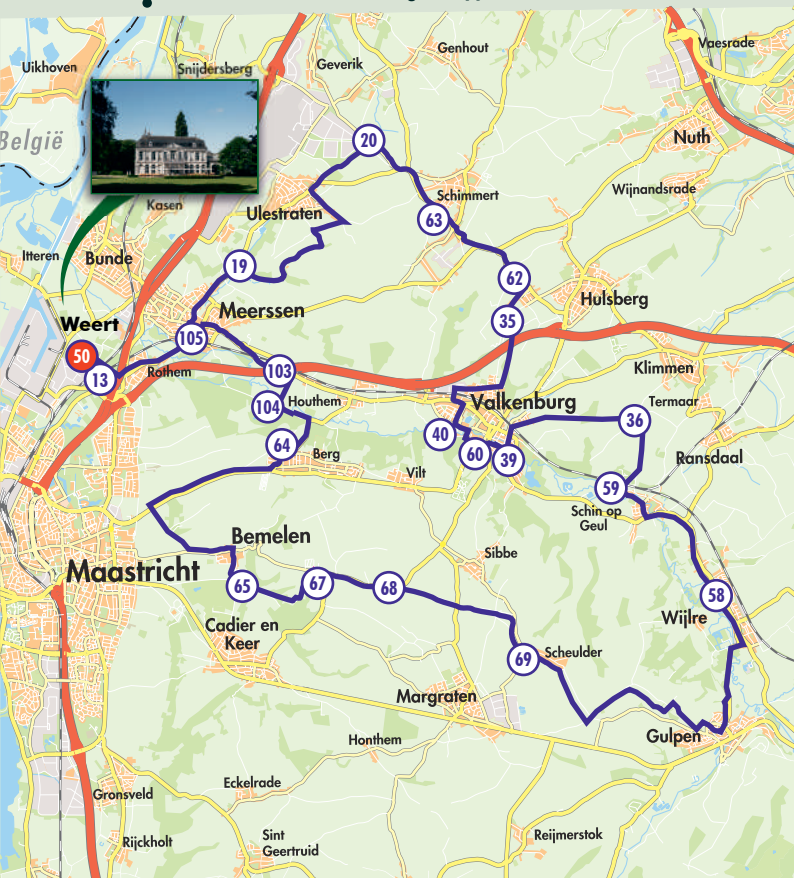 Uikhoven
Snijdersberg
Geverik
Genhout
Vaesrade
België
20
Nuth
Kasen
Ulestraten
Schimmert
Wijnandsrade
63
Itteren
Bunde
19
62
Meerssen
Hulsberg
Weert
35
50
105
13
Rothem
103
Klimmen
104
Houthem
Valkenburg
Termaar
40
36
64
Berg
60
39
Ransdaal
Vilt
59
Schin op
Geul
Bemelen
Sibbe
Maastricht
65
67
68
58
Wijlre
Cadier en
Keer
69
Scheulder
Margraten
Gulpen
Honthem
Eckelrade
Gronsveld
Rijckholt
Sint
Geertruid
Reijmerstok